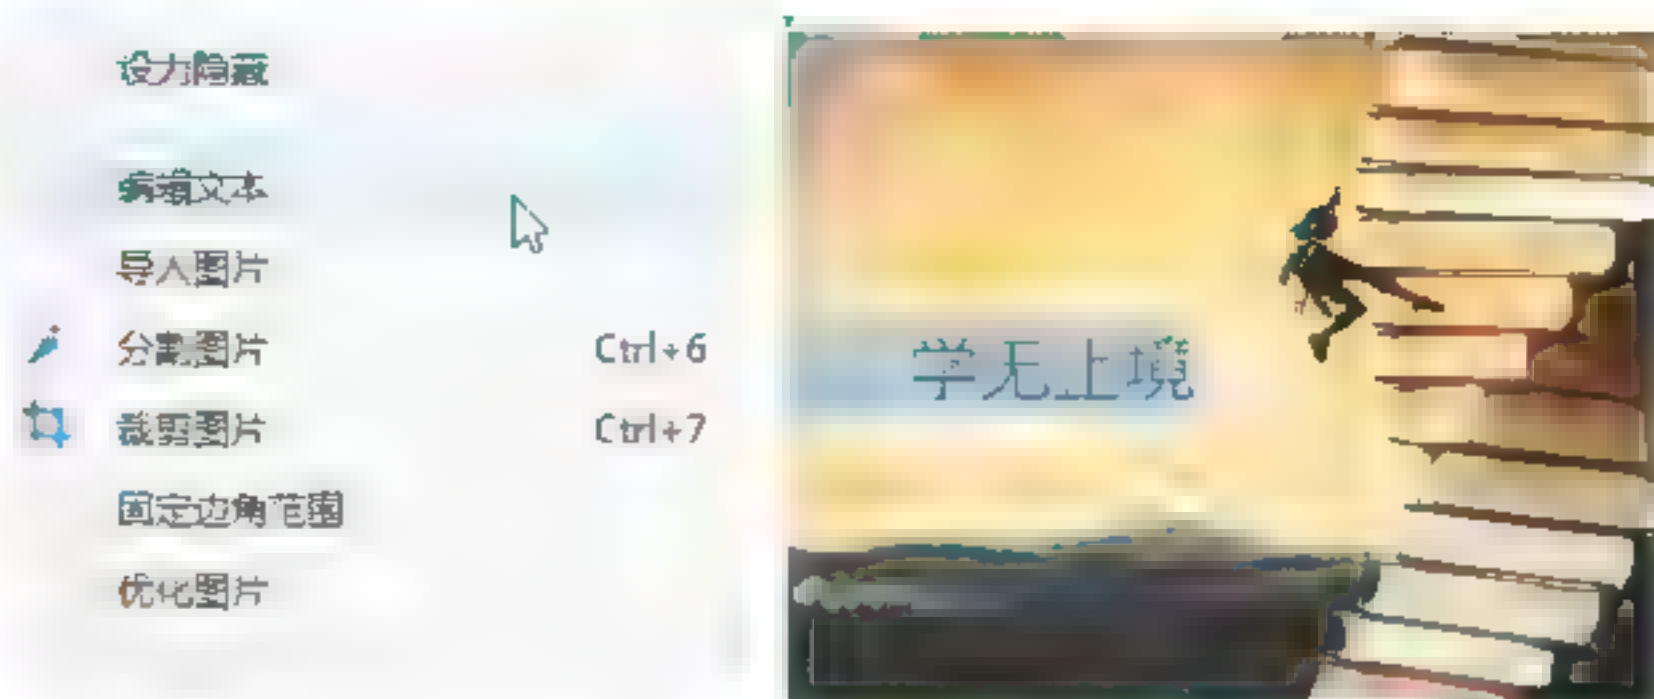 设为隐藏
编辑文本
导入图片
分割图片 Ctrl+6
裁剪图片 Ctrl+7
固定边角范围
优化图片
学无止境